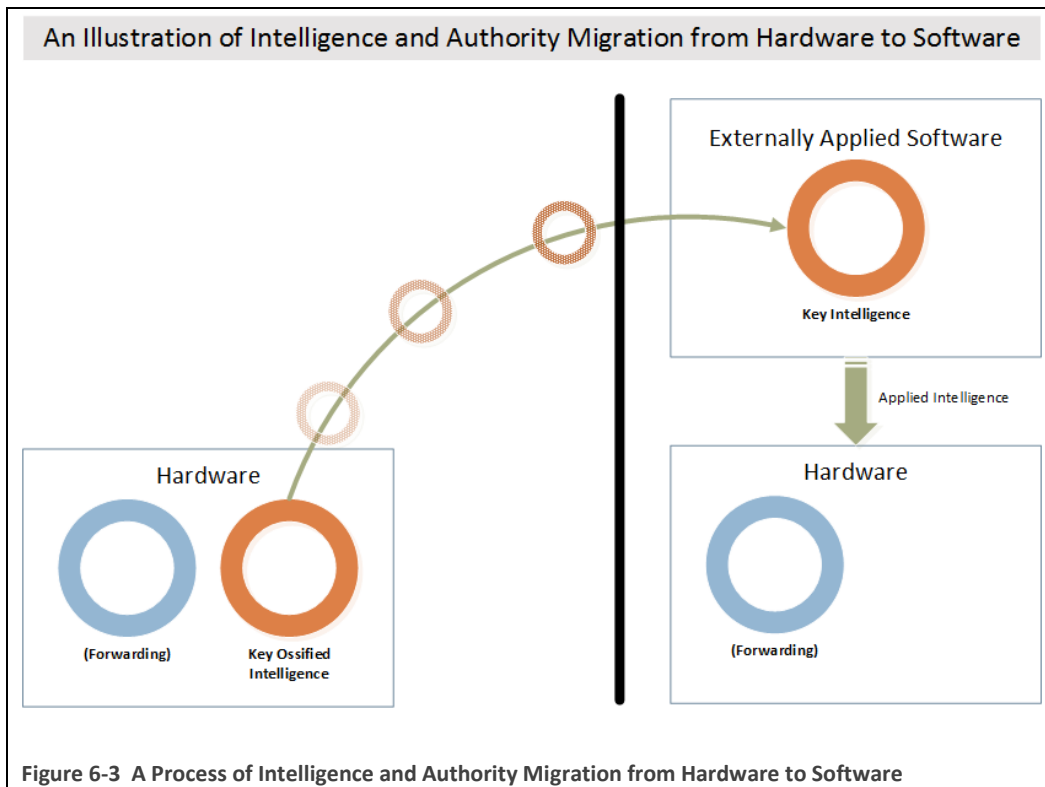 An Illustration of Intelligence and Authority Migration from Hardware to Software
Externally Applied Software
Key Intelligence
Applied Intelligence
Hardware
(Forwarding)
Key Ossified
Intelligence
Hardware
(Forwarding)
Figure 6-3 A Process of Intelligence and Authority Migration from Hardware to Software